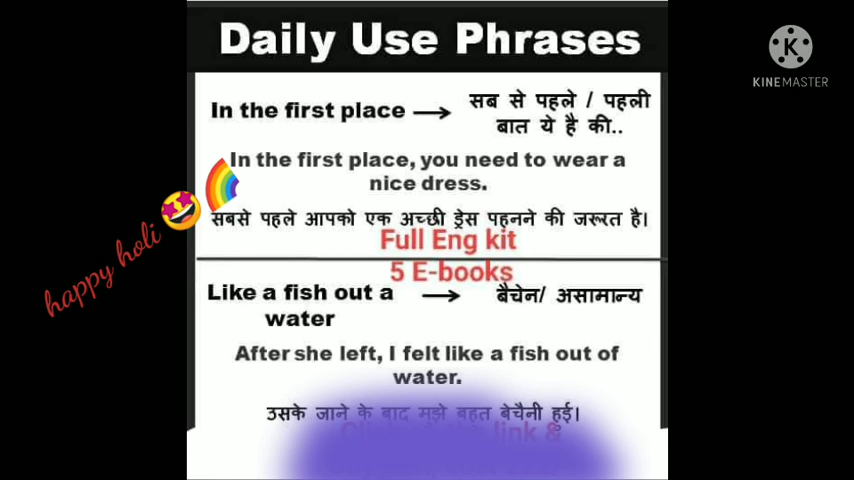 Daily Use Phrases
KINEMASTER
In the first place → सब से पहले / पहली
बात ये है की..
In the first place, you need to wear a
nice dress.
सबसे पहले आपको एक अच्छी ड्रेस पहनने की जरूरत है।
happy holi
Full Eng kit
5 E-books
Like a fish out a
water → बैचेन/ असामान्य
After she left, I felt like a fish out of
water.
उसके जाने के बाद मुझे बहुत बेचैनी हुई।
link &